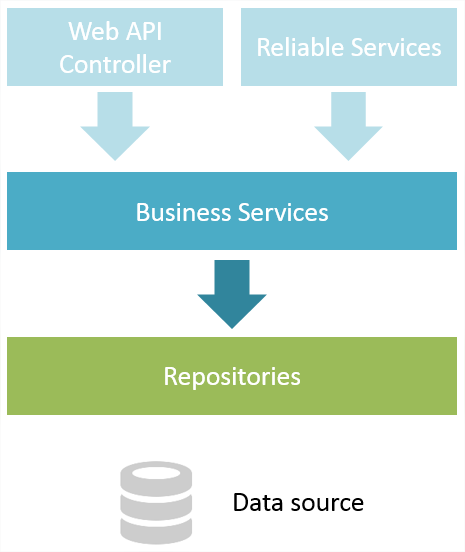 Web API
Controller
Reliable Services
Business Services
Repositories
Data source